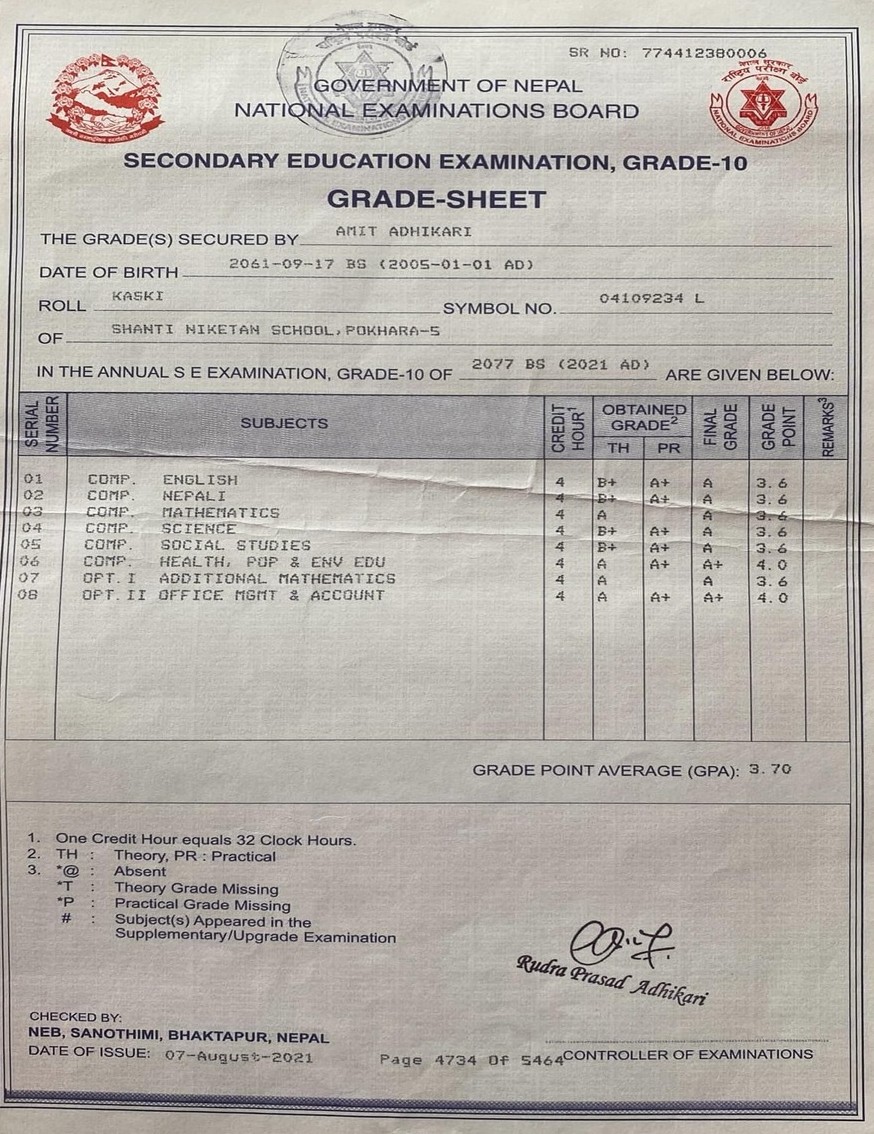 SR NO: 774412380006
नेपाल सरकार
राष्ट्रिय परीक्षा बोर्ड
GOVERNMENT OF NEPAL
NATIONAL EXAMINATIONS BOARD
SECONDARY EDUCATION EXAMINATION, GRADE-10
GRADE-SHEET
THE GRADE(S) SECURED BY AMIT ADHIKARI
DATE OF BIRTH 2061-09-17 BS (2005-01-01 AD)
ROLL KASKI SYMBOL NO. 04109234 L
OF SHANTI NIKETAN SCHOOL,POKHARA-5
IN THE ANNUAL S E EXAMINATION, GRADE-10 OF 2077 BS (2021 AD) ARE GIVEN BELOW:
SERIAL NUMBER SUBJECTS CREDIT HOUR1 OBTAINED GRADE2 FINAL GRADE GRADE POINT REMARKS3
TH PR
01 COMP. ENGLISH 4 B+ A+ A 3.6
02 COMP. NEPALI 4 B+ A+ A 3.6
03 COMP. MATHEMATICS 4 A A 3.6
04 COMP. SCIENCE 4 B+ A+ A 3.6
05 COMP. SOCIAL STUDIES 4 B+ A+ A 3.6
06 COMP. HEALTH, POP & ENV EDU 4 A A+ A+ 4.0
07 OPT. I ADDITIONAL MATHEMATICS 4 A A 3.6
08 OPT. II OFFICE MGMT & ACCOUNT 4 A A+ A+ 4.0
GRADE POINT AVERAGE (GPA): 3.70
1. One Credit Hour equals 32 Clock Hours.
2. TH : Theory, PR : Practical
3. *@ : Absent
*T : Theory Grade Missing
*P : Practical Grade Missing
# : Subject(s) Appeared in the
Supplementary/Upgrade Examination
Rudra Prasad Adhikari
CHECKED BY:
NEB, SANOTHIMI, BHAKTAPUR, NEPAL
DATE OF ISSUE: 07-August-2021
Page 4734 Of 5464
CONTROLLER OF EXAMINATIONS